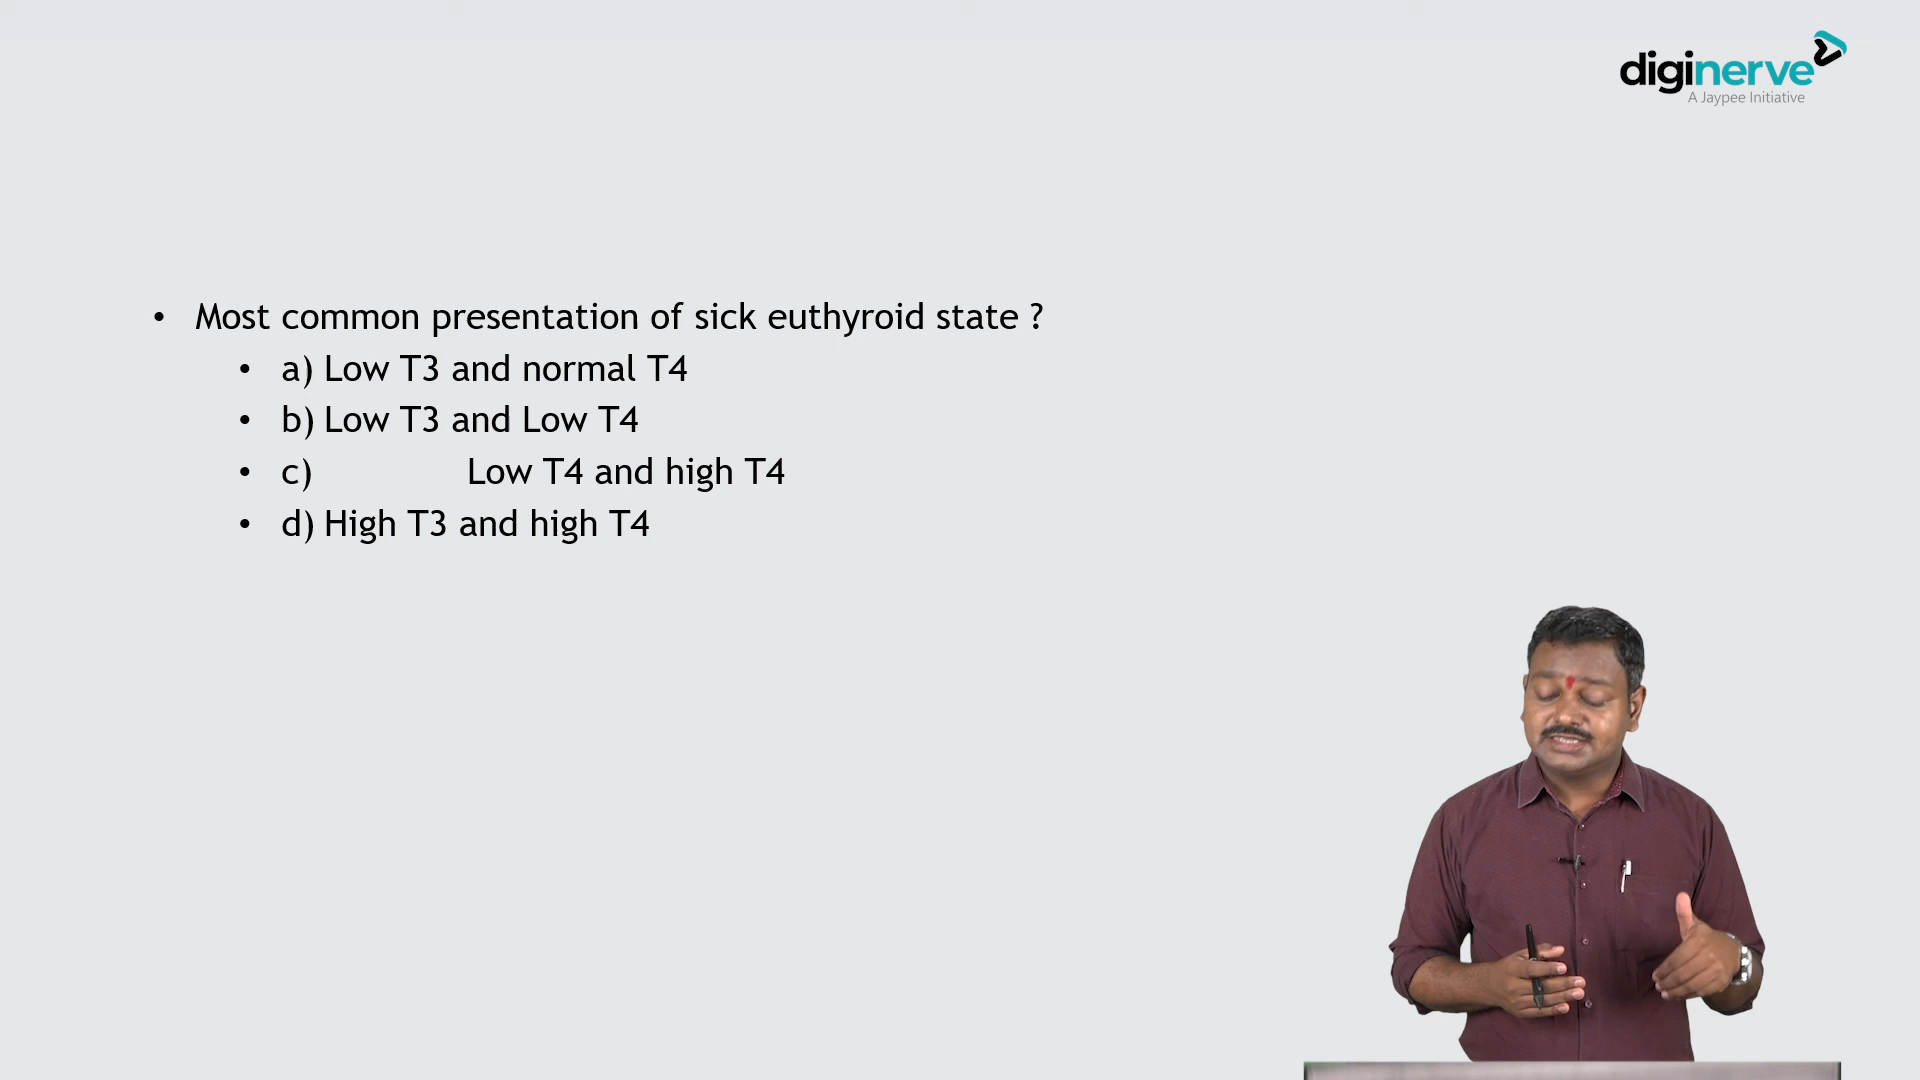 diginerve
A Jaypee Initiative
• Most common presentation of sick euthyroid state ?
• a) Low T3 and normal T4
• b) Low T3 and Low T4
• c) Low T4 and high T4
• d) High T3 and high T4